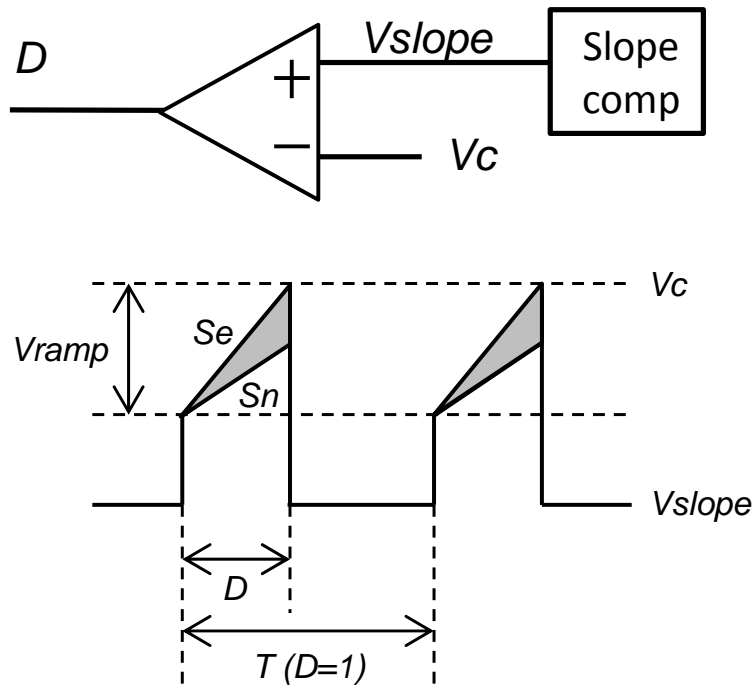 D
Vslope
Slope
comp
+
−
Vc
Vc
Vramp
Se
Sn
Vslope
D
T (D=1)